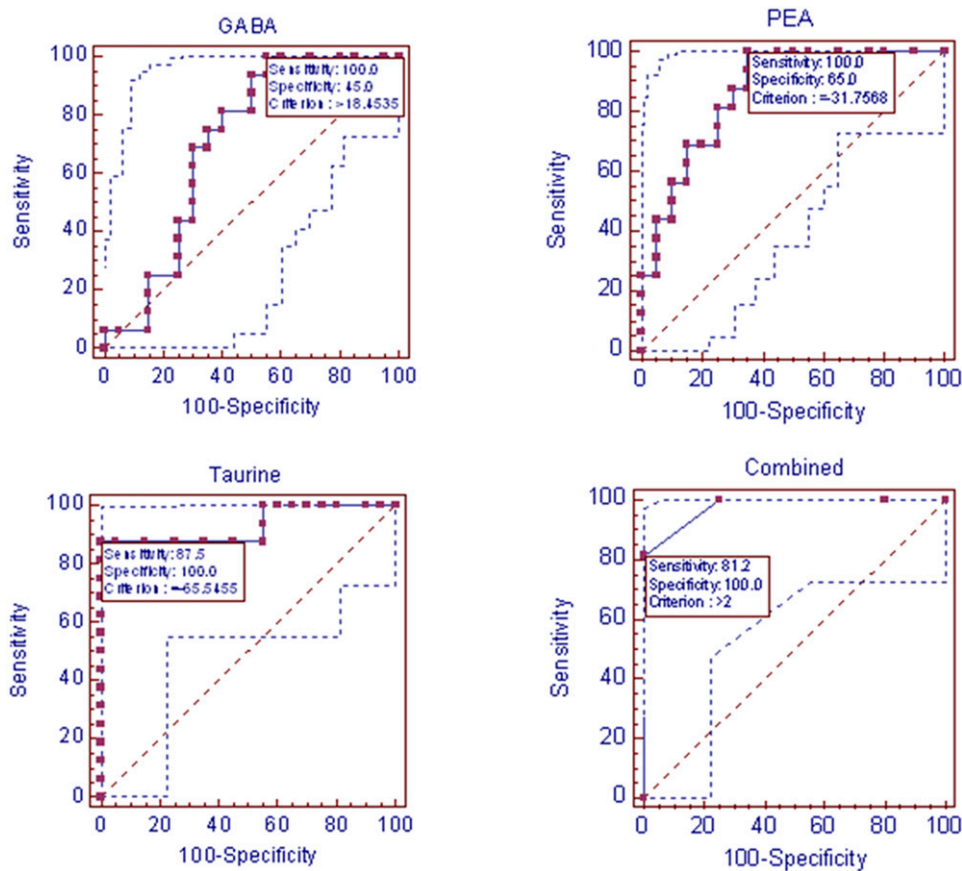 GABA
100
80
60
40
20
0
Sensitivity
Sensitivity: 100.0
Specificity: 45.0
Criterion : >18.4535
0 20 40 60 80 100
100-Specificity
PEA
100
80
60
40
20
0
Sensitivity
Sensitivity: 100.0
Specificity: 65.0
Criterion : =31.7568
0 20 40 60 80 100
100-Specificity
Taurine
100
80
60
40
20
0
Sensitivity
Sensitivity: 87.5
Specificity: 100.0
Criterion : =65.5455
0 20 40 60 80 100
100-Specificity
Combined
100
80
60
40
20
0
Sensitivity
Sensitivity: 81.2
Specificity: 100.0
Criterion : >2
0 20 40 60 80 100
100-Specificity